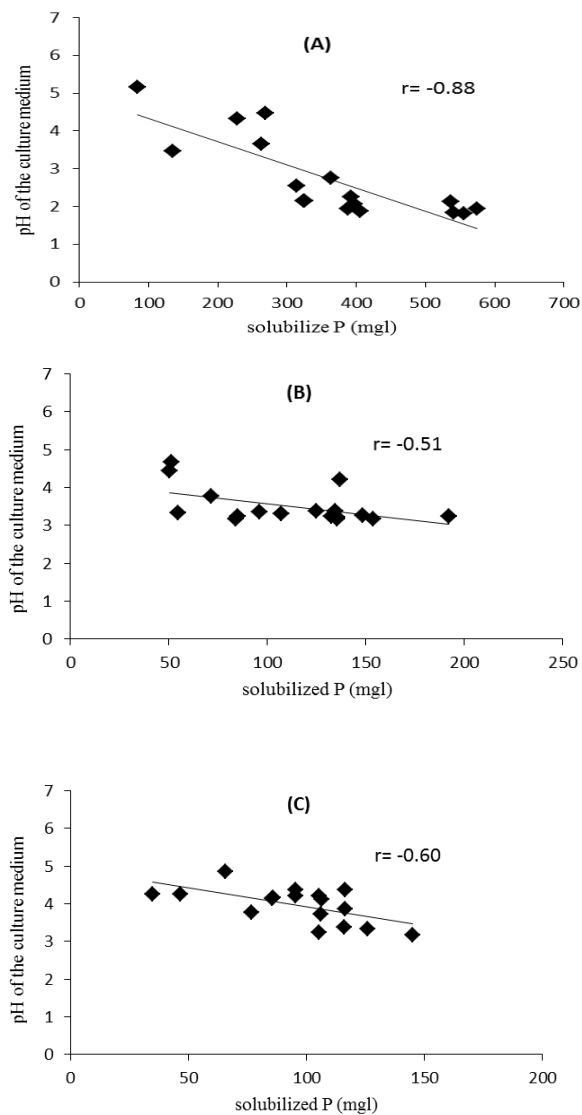 (A)
r= -0.88
pH of the culture medium
7
6
5
4
3
2
1
0
0 100 200 300 400 500 600 700
solubilize P (mgl)
(B)
r= -0.51
pH of the culture medium
7
6
5
4
3
2
1
0
0 50 100 150 200 250
solubilized P (mgl)
(C)
r= -0.60
pH of the culture medium
7
6
5
4
3
2
1
0
0 50 100 150 200
solubilized P (mgl)